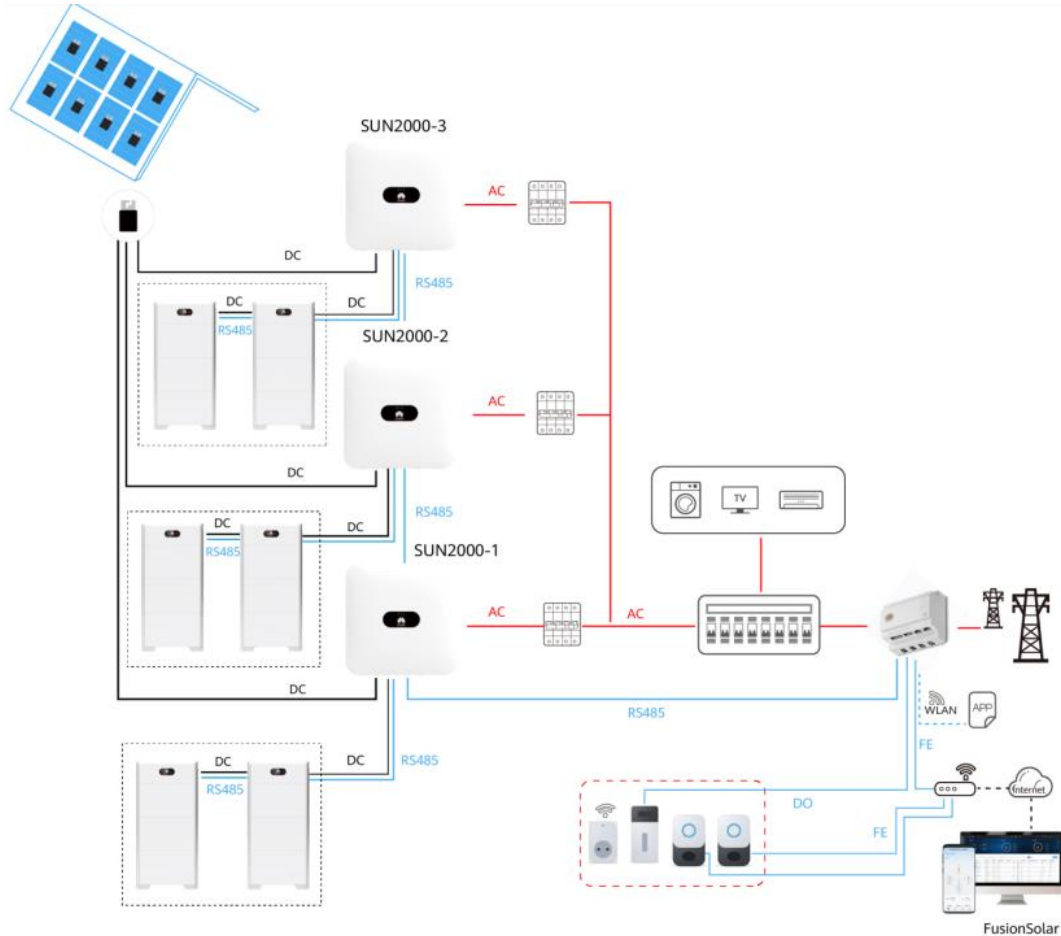 SUN2000-3
AC
DC
RS485
DC
DC
RS485
SUN2000-2
AC
DC
RS485
DC
DC
RS485
TV
SUN2000-1
AC
AC
DC
RS485
WLAN
APP
DC
DC
RS485
RS485
FE
DO
Internet
FE
FusionSolar